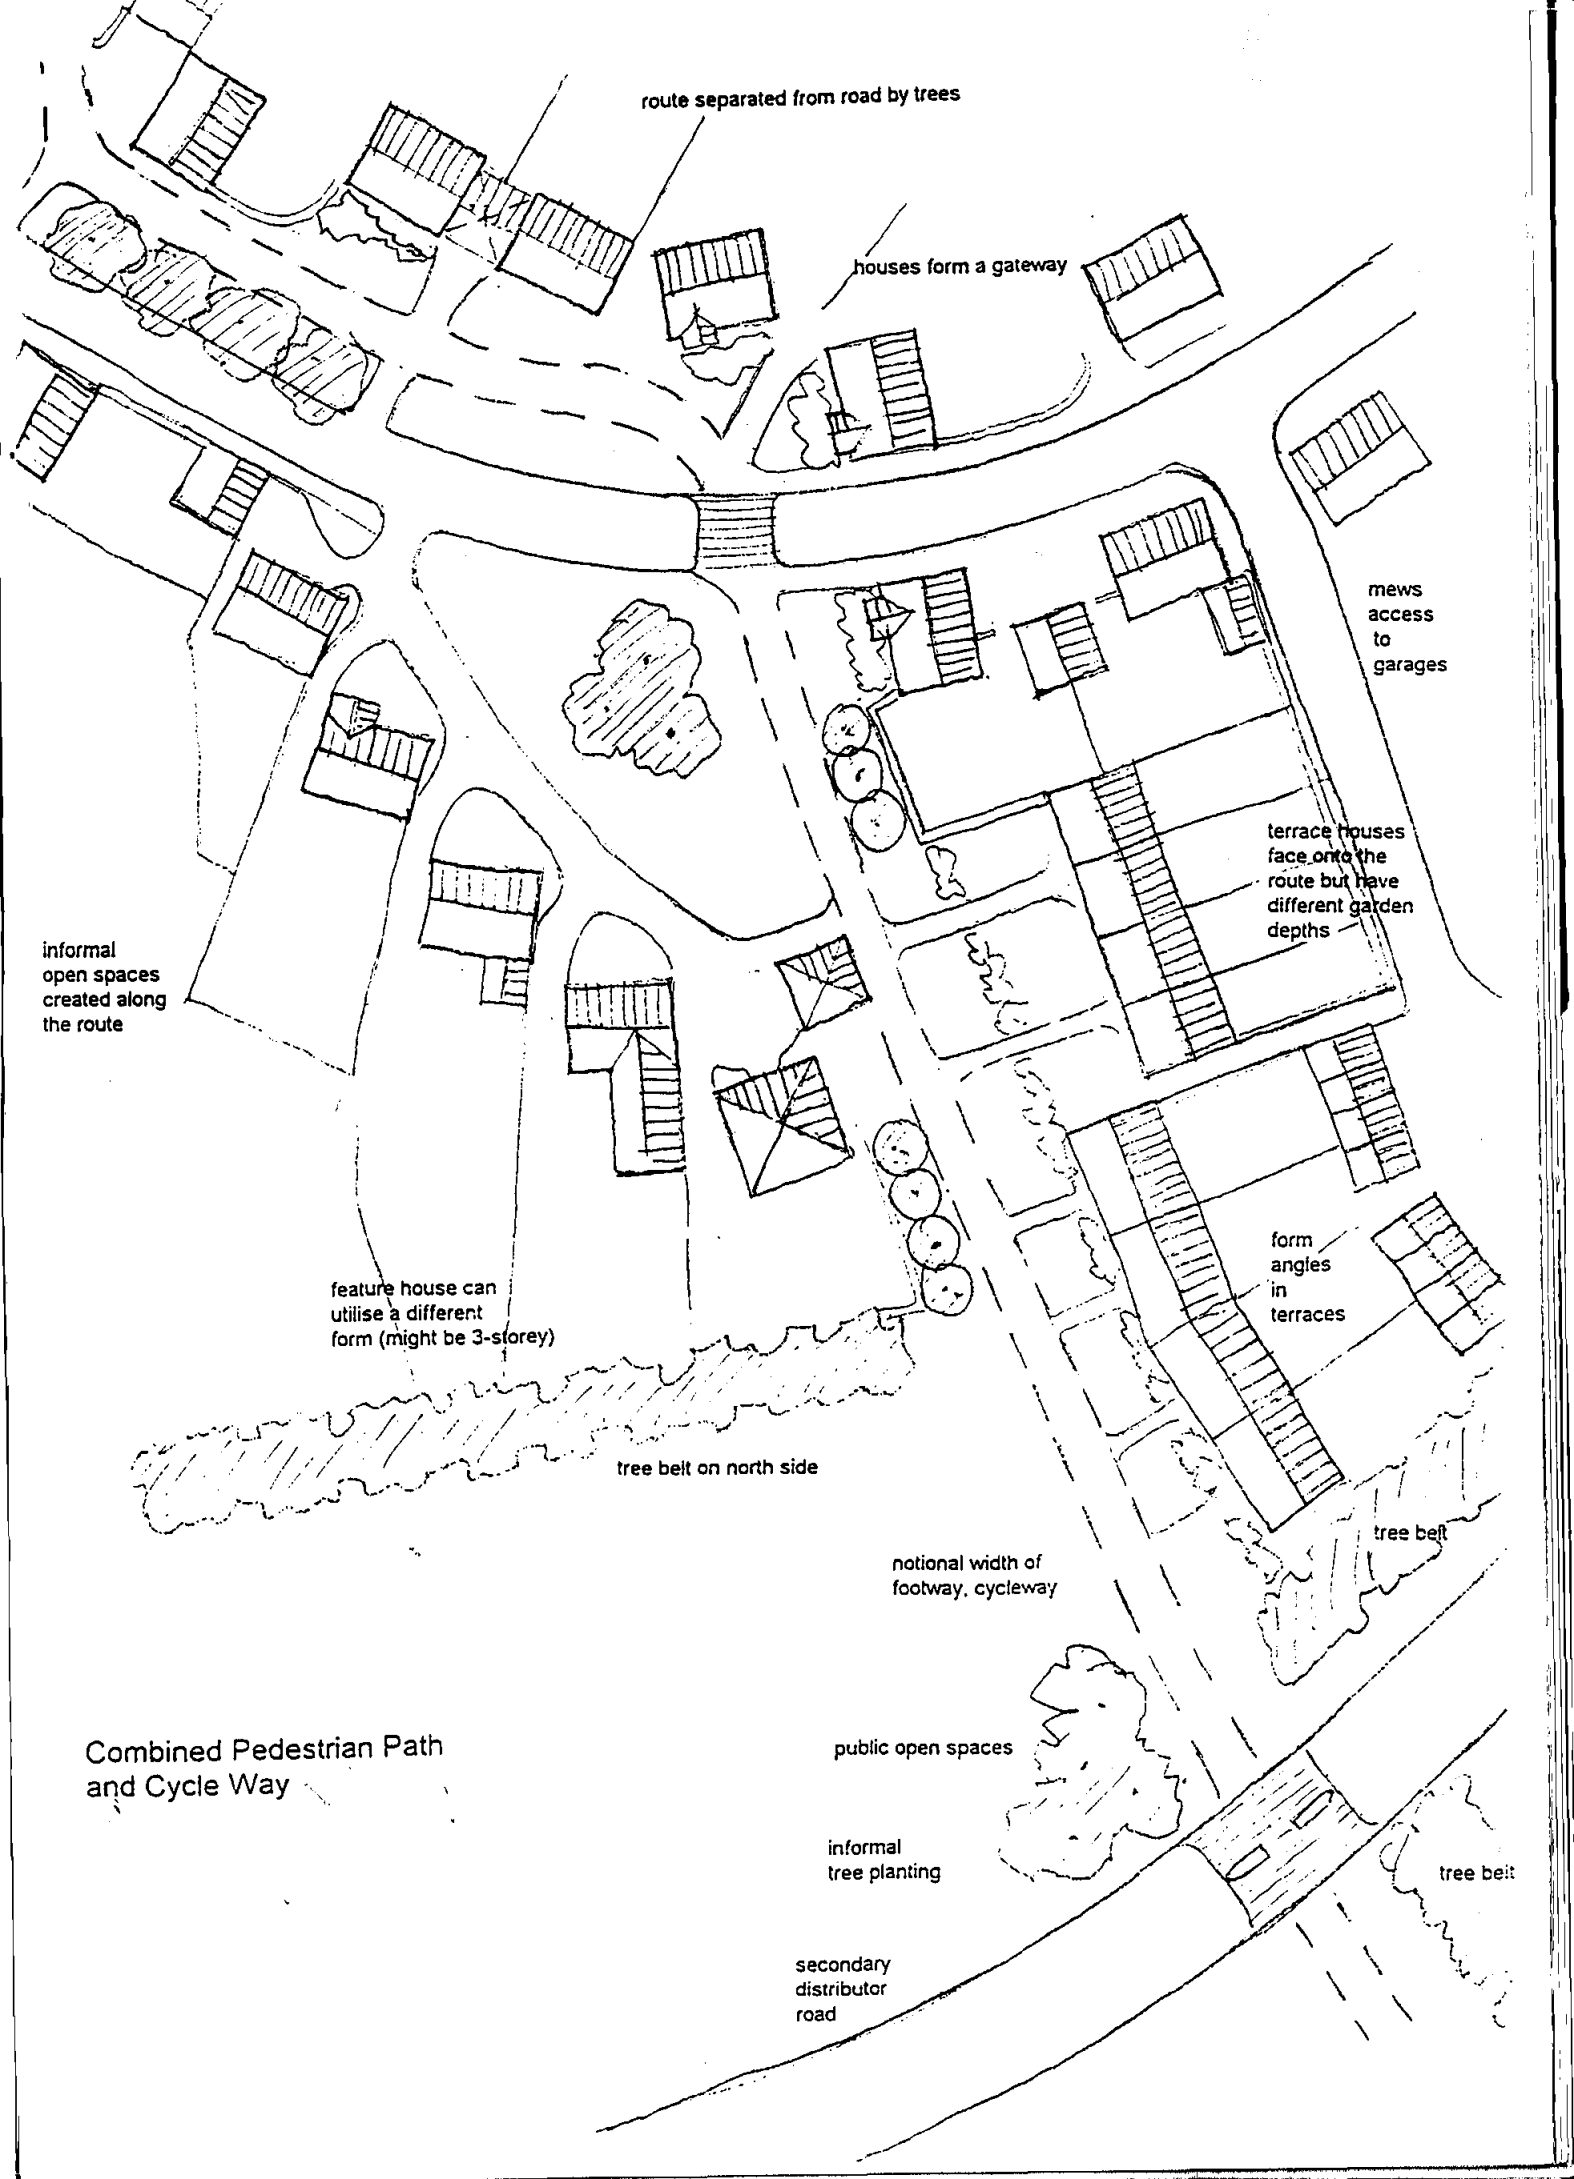 route separated from road by trees
houses form a gateway
mews
access
to
garages
terrace houses
face onto the
route but have
different garden
depths
informal
open spaces
created along
the route
form
angles
in
terraces
feature house can
utilise a different
form (might be 3-storey)
tree belt on north side
tree belt
notional width of
footway, cycleway
Combined Pedestrian Path
and Cycle Way
public open spaces
informal
tree planting
tree belt
secondary
distributor
road